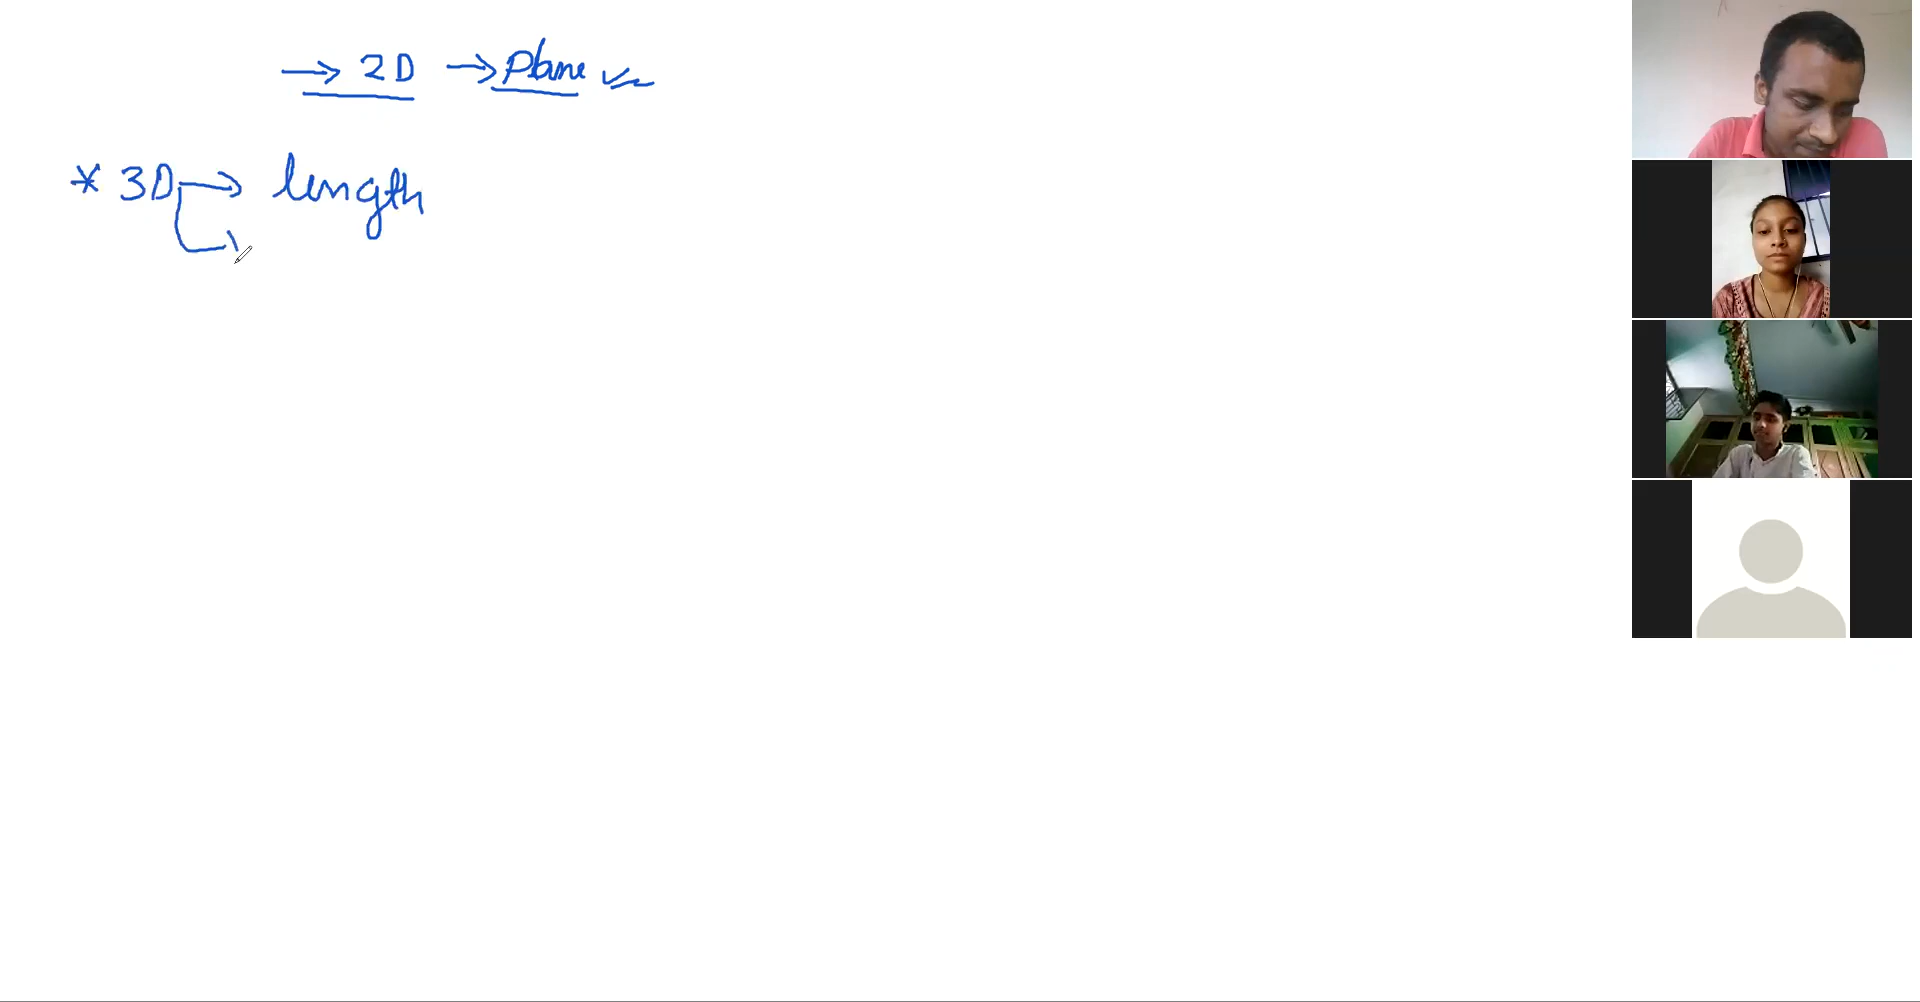 → 2D → Plane
* 3D → length